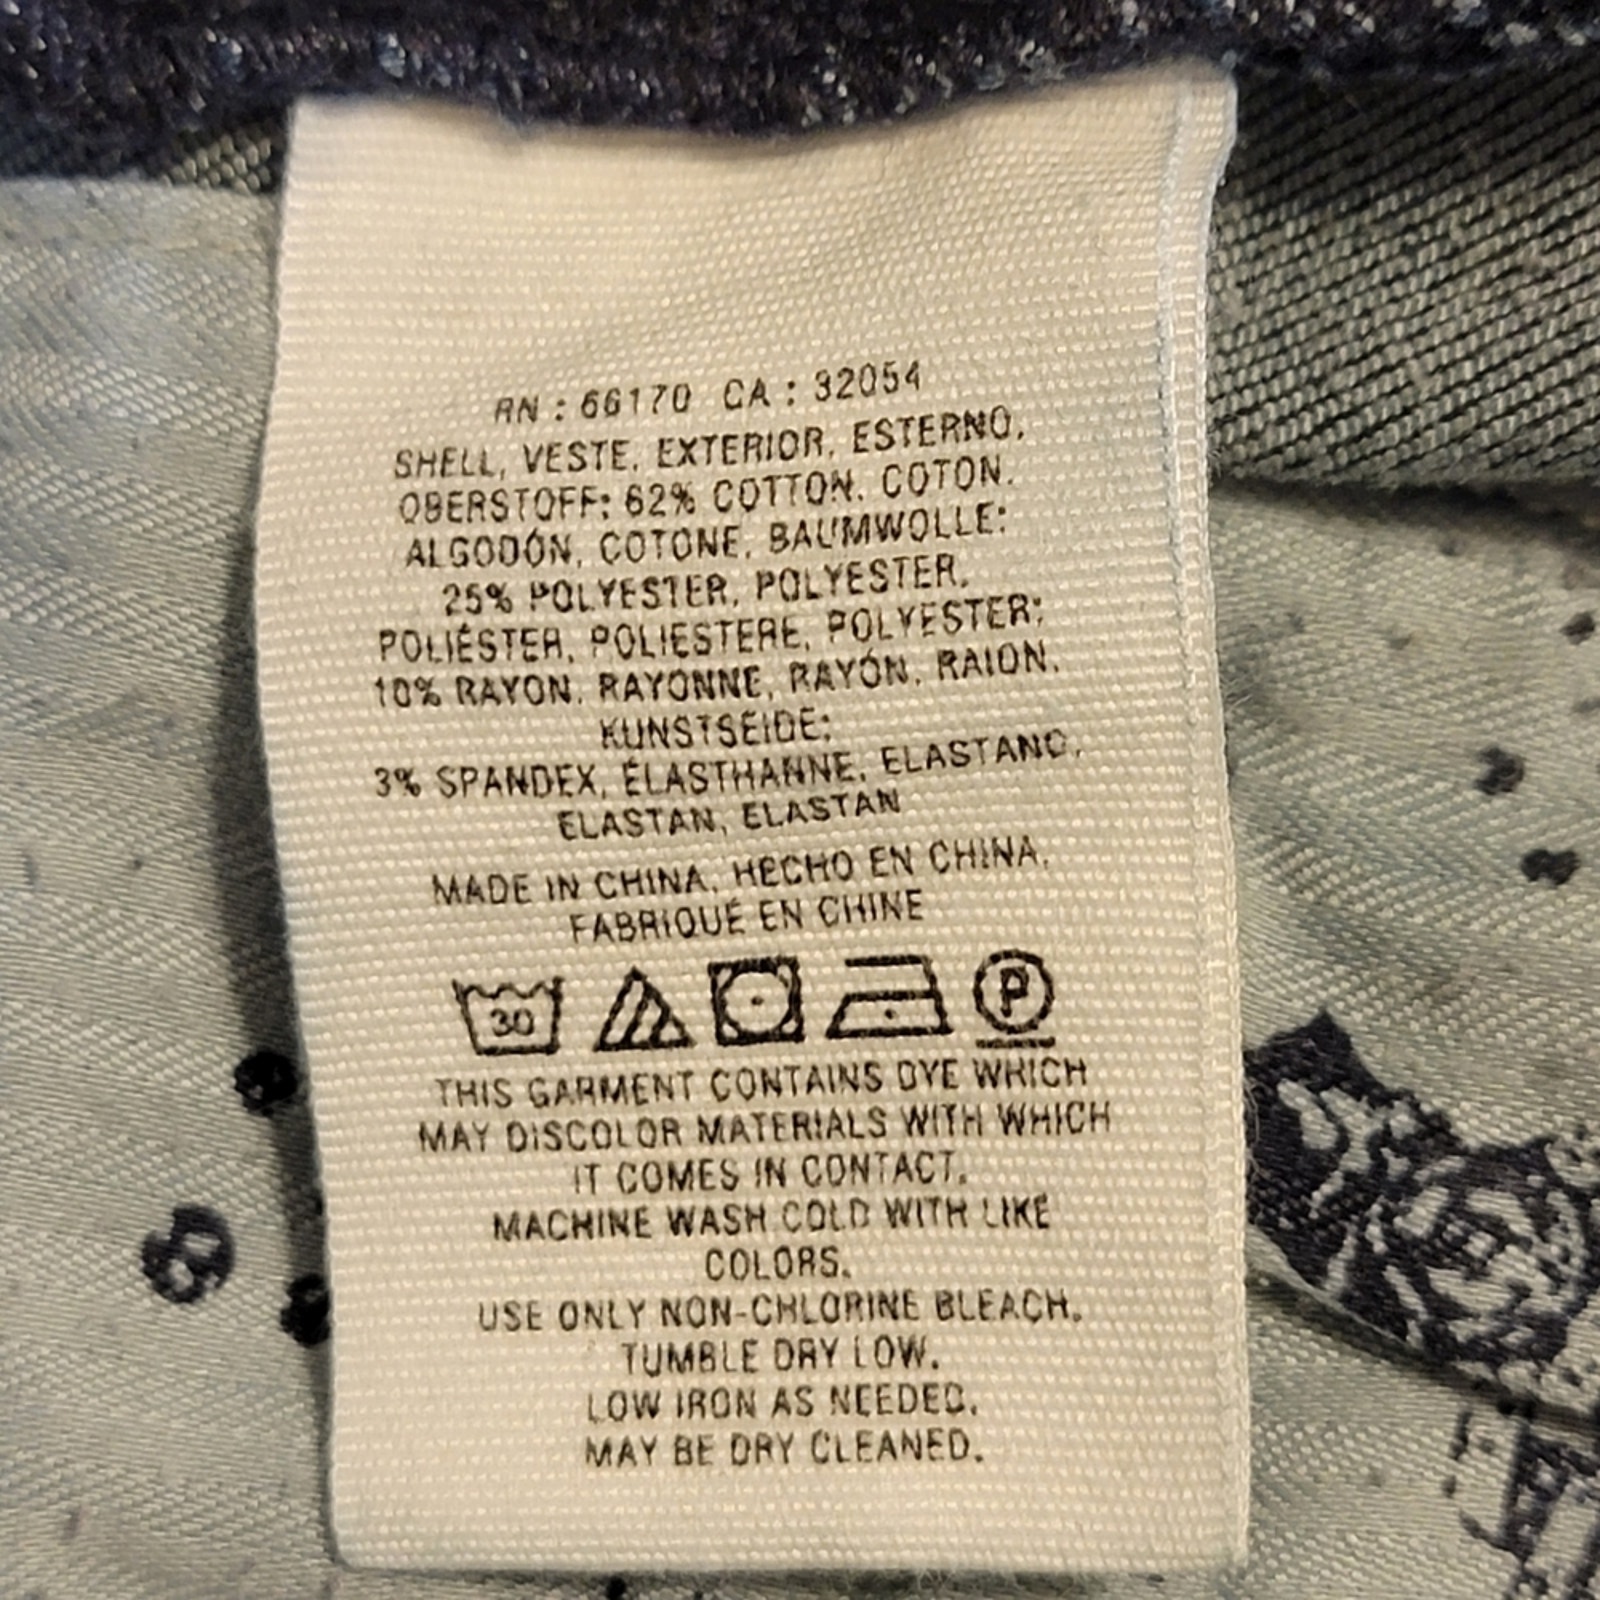 RN : 66170 CA : 32054
SHELL, VESTE, EXTERIOR, ESTERNO,
OBERSTOFF: 62% COTTON, COTON,
ALGODÓN, COTONE, BAUMWOLLE;
25% POLYESTER, POLYESTER,
POLIÉSTER, POLIESTERE, POLYESTER;
10% RAYON, RAYONNE, RAYÓN, RAION,
KUNSTSEIDE;
3% SPANDEX, ÉLASTHANNE, ELASTANO,
ELASTAN, ELASTAN
MADE IN CHINA, HECHO EN CHINA,
FABRIQUÉ EN CHINE
30 P
THIS GARMENT CONTAINS DYE WHICH
MAY DISCOLOR MATERIALS WITH WHICH
IT COMES IN CONTACT.
MACHINE WASH COLD WITH LIKE
COLORS.
USE ONLY NON-CHLORINE BLEACH.
TUMBLE DRY LOW.
LOW IRON AS NEEDED.
MAY BE DRY CLEANED.